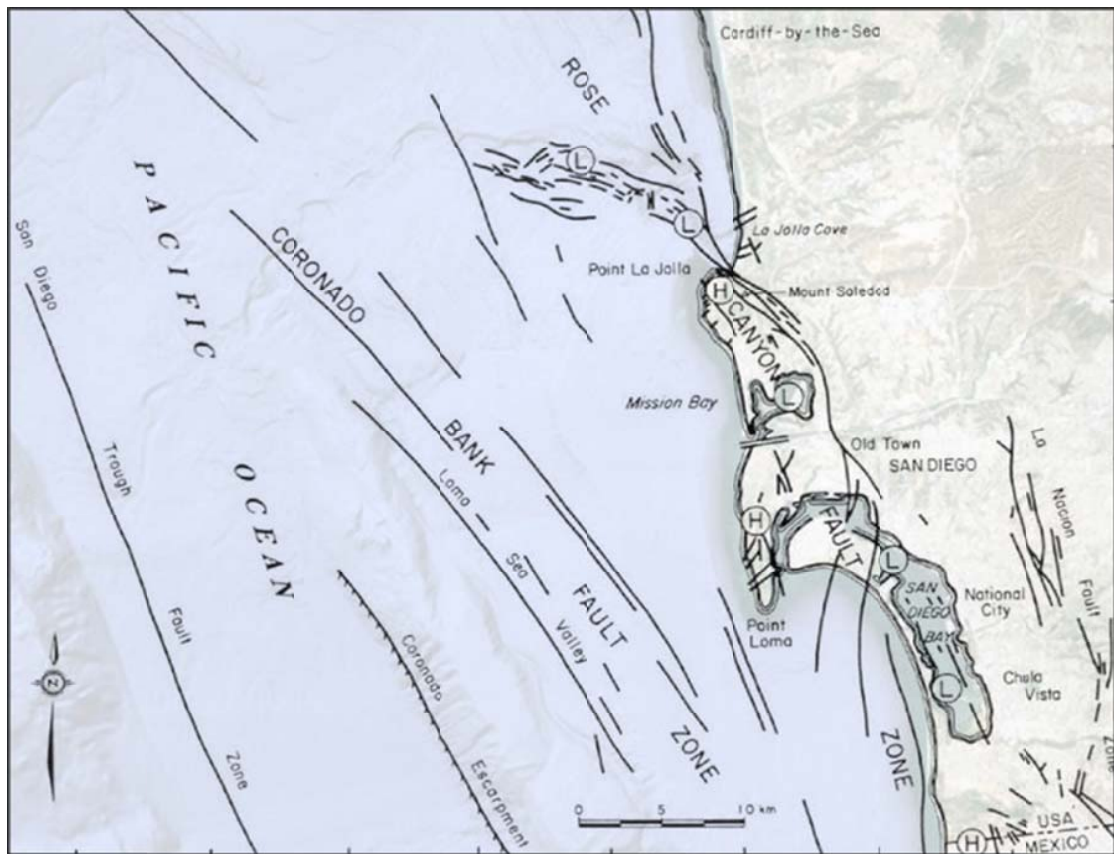 Cardiff-by-the-Sea
ROSE
L
PACIFIC
OCEAN
San Diego
Trough
Fault
Zone
CORONADO
BANK
FAULT
ZONE
L
La Jolla Cove
Point La Jolla
H
Mount Soledad
CANYON
Mission Bay
L
Old Town
SAN DIEGO
La
Nacion
Fault
Zone
Loma
Sea
Valley
H
FAULT
L
SAN
DIEGO
BAY
National
City
Point
Loma
Chula
Vista
L
ZONE
Coronado
Escarpment
N
0 5 10 km
USA
MEXICO
H